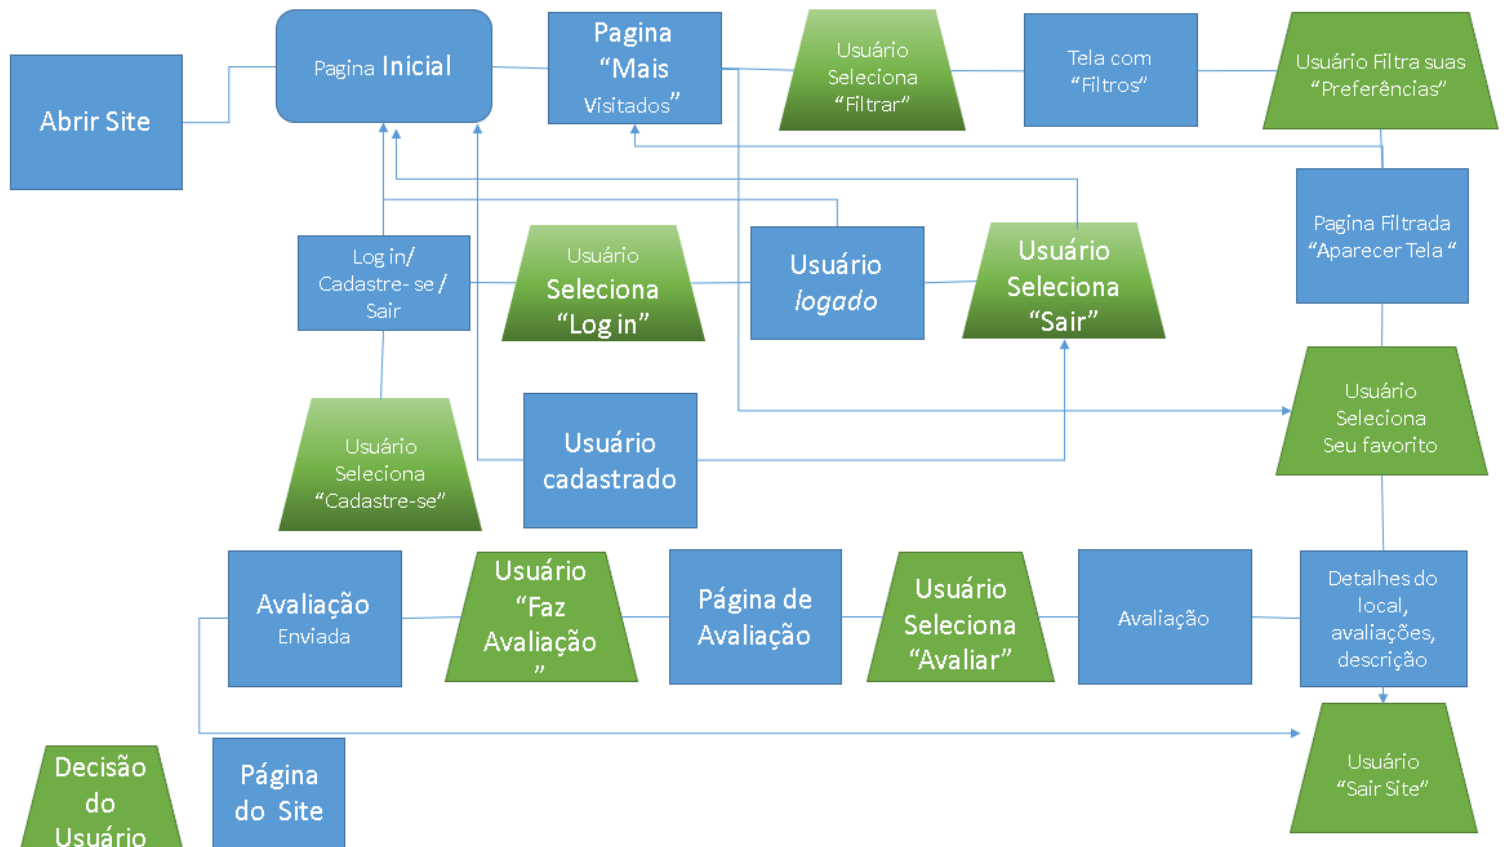 Abrir Site
Pagina Inicial
Pagina
“Mais
Visitados”
Usuário
Seleciona
“Filtrar”
Tela com
“Filtros”
Usuário Filtra suas
“Preferências”
Log in/
Cadastre- se /
Sair
Usuário
Seleciona
“Log in”
Usuário
logado
Usuário
Seleciona
“Sair”
Pagina Filtrada
“Aparecer Tela “
Usuário
Seleciona
“Cadastre-se”
Usuário
cadastrado
Usuário
Seleciona
Seu favorito
Avaliação
Enviada
Usuário
“Faz
Avaliação
”
Página de
Avaliação
Usuário
Seleciona
“Avaliar”
Avaliação
Detalhes do
local,
avaliações,
descrição
Usuário
“Sair Site”
Decisão
do
Usuário
Página
do Site